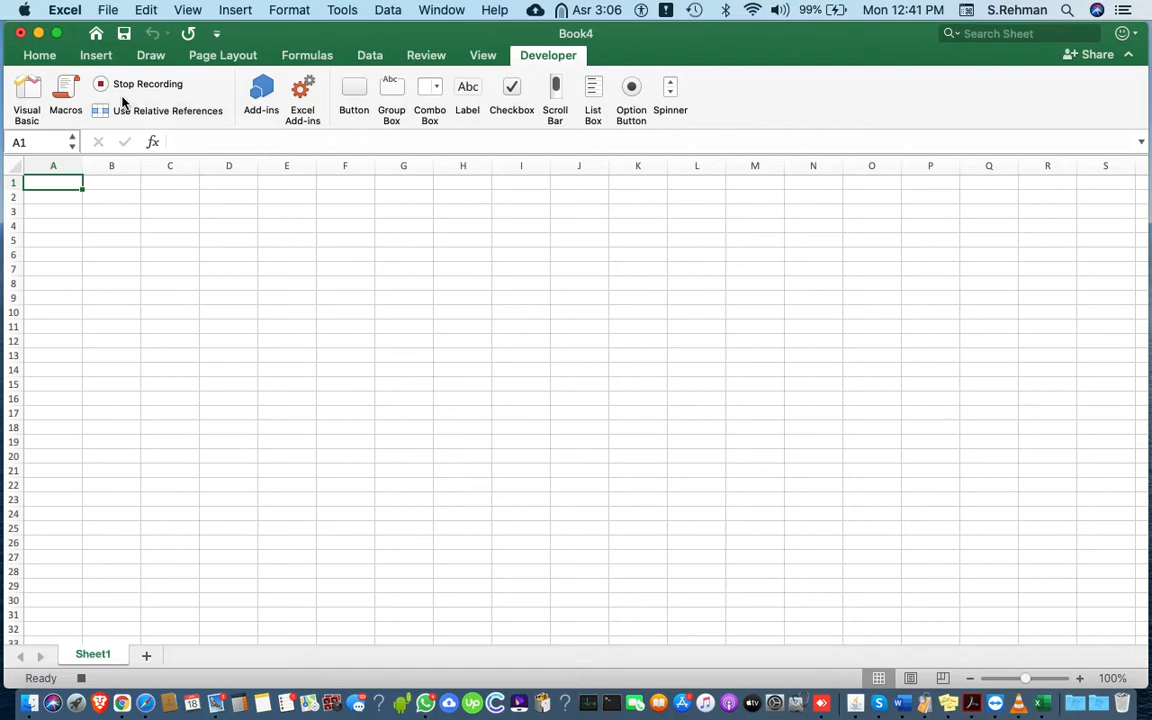 Excel File Edit View Insert Format Tools Data Window Help Asr 3:06 99% Mon 12:41 PM S.Rehman
Book4 Search Sheet
Home Insert Draw Page Layout Formulas Data Review View Developer Share
Visual Basic
Macros
Stop Recording
Use Relative References
Add-ins
Excel Add-ins
Button
Abc
Group Box
Combo Box
Abc
Label
Checkbox
Scroll Bar
List Box
Option Button
Spinner
A1 fx
A B C D E F G H I J K L M N O P Q R S
1
2
3
4
5
6
7
8
9
10
11
12
13
14
15
16
17
18
19
20
21
22
23
24
25
26
27
28
29
30
31
32
33
Sheet1
Ready 100%